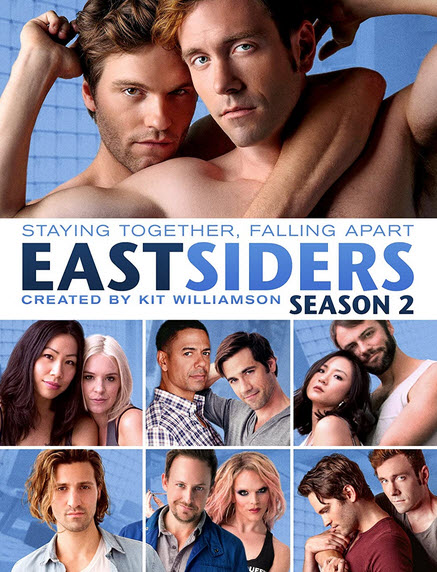 STAYING TOGETHER, FALLING APART
EASTSIDERS
CREATED BY KIT WILLIAMSON SEASON 2